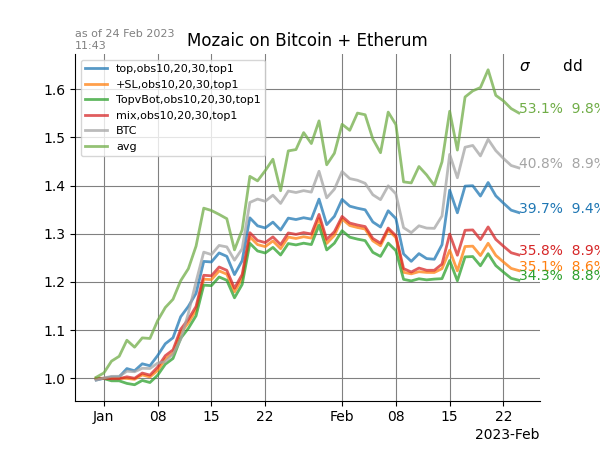 as of 24 Feb 2023
11:43
Mozaic on Bitcoin + Etherum
σ dd
top,obs10,20,30,top1
+SL,obs10,20,30,top1
TopvBot,obs10,20,30,top1
mix,obs10,20,30,top1
BTC
avg
1.6
1.5
1.4
1.3
1.2
1.1
1.0
53.1% 9.8%
40.8% 8.9%
39.7% 9.4%
35.8% 8.9%
35.1% 8.6%
34.3% 8.8%
Jan 08 15 22 Feb 08 15 22
2023-Feb